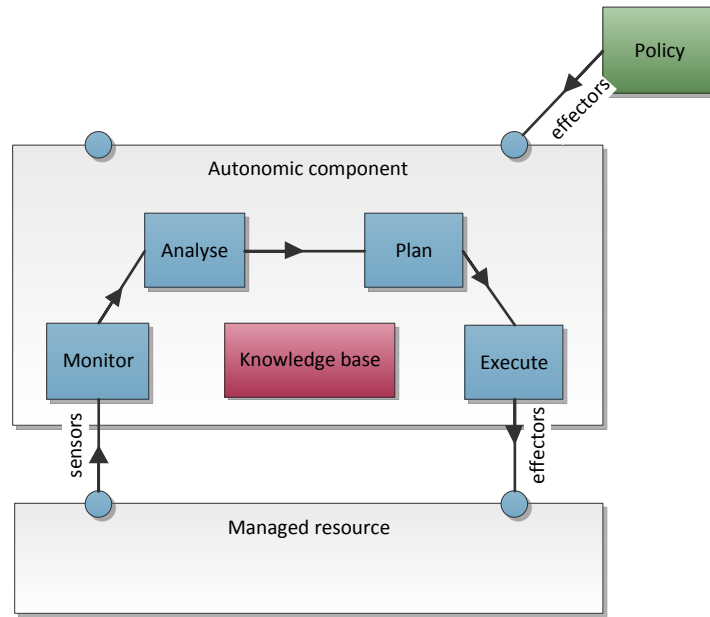 Policy
effectors
Autonomic component
Analyse
Plan
Monitor
Knowledge base
Execute
sensors
effectors
Managed resource